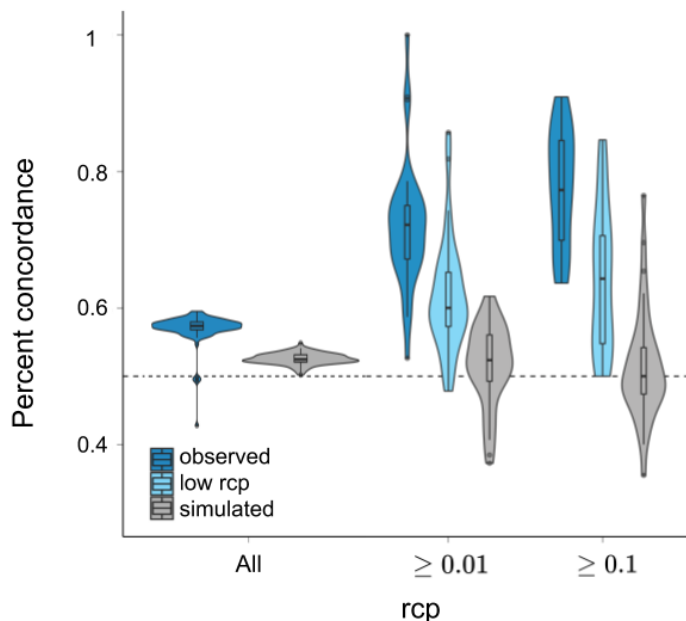 Percent concordance
1
0.8
0.6
0.4
observed
low rcp
simulated
All
≥ 0.01
≥ 0.1
rcp